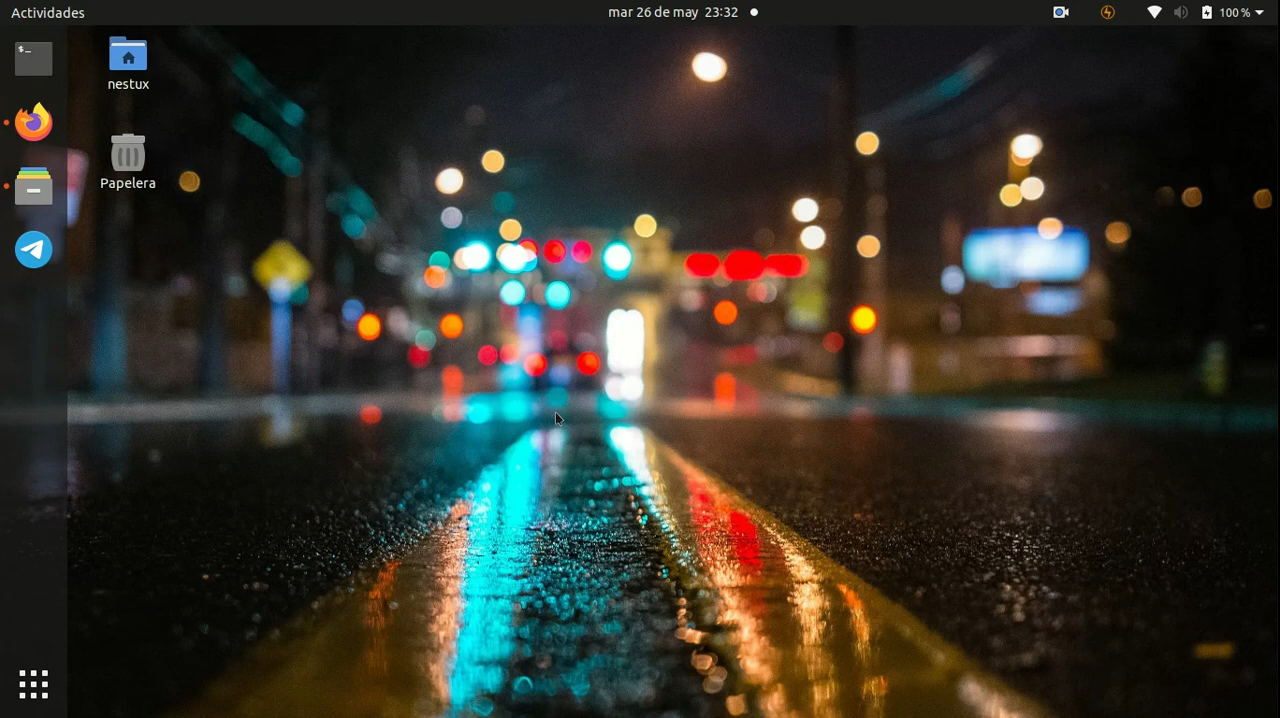 Actividades
mar 26 de may 23:32
100 %
$_
nestux
Papelera